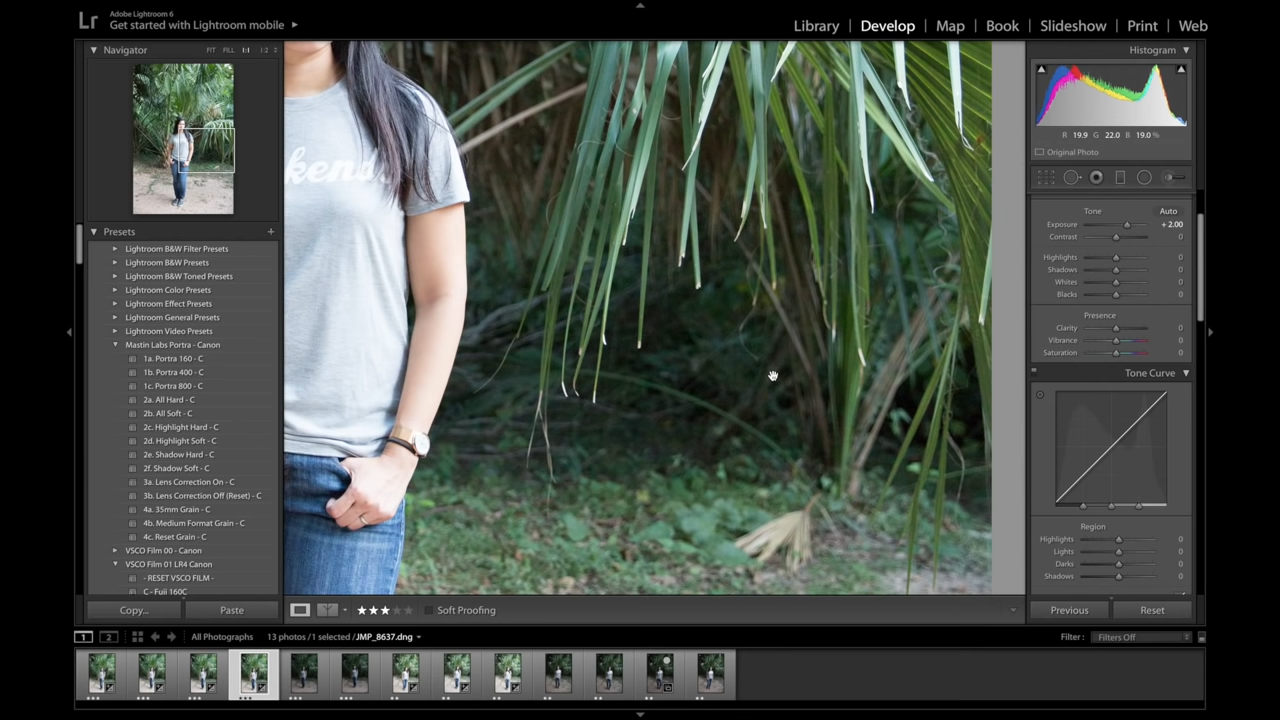 Lr
Adobe Lightroom 6
Get started with Lightroom mobile
Library | Develop | Map | Book | Slideshow | Print | Web
Navigator FIT FILL 1:1 1:2
Presets +
Lightroom B&W Filter Presets
Lightroom B&W Presets
Lightroom B&W Toned Presets
Lightroom Color Presets
Lightroom Effect Presets
Lightroom General Presets
Lightroom Video Presets
Mastin Labs Portra - Canon
1a. Portra 160 - C
1b. Portra 400 - C
1c. Portra 800 - C
2a. All Hard - C
2b. All Soft - C
2c. Highlight Hard - C
2d. Highlight Soft - C
2e. Shadow Hard - C
2f. Shadow Soft - C
3a. Lens Correction On - C
3b. Lens Correction Off (Reset) - C
4a. 35mm Grain - C
4b. Medium Format Grain - C
4c. Reset Grain - C
VSCO Film 00 - Canon
VSCO Film 01 LR4 Canon
- RESET VSCO FILM -
C - Fuji 160C
Copy... Paste
kend.
Histogram
R 19.9 G 22.0 B 19.0 %
Original Photo
Tone Auto
Exposure + 2.00
Contrast 0
Highlights 0
Shadows 0
Whites 0
Blacks 0
Presence
Clarity 0
Vibrance 0
Saturation 0
Tone Curve
Region
Highlights 0
Lights 0
Darks 0
Shadows 0
Previous Reset
Soft Proofing
1 2 All Photographs 13 photos / 1 selected / JMP_8637.dng
Filter : Filters Off